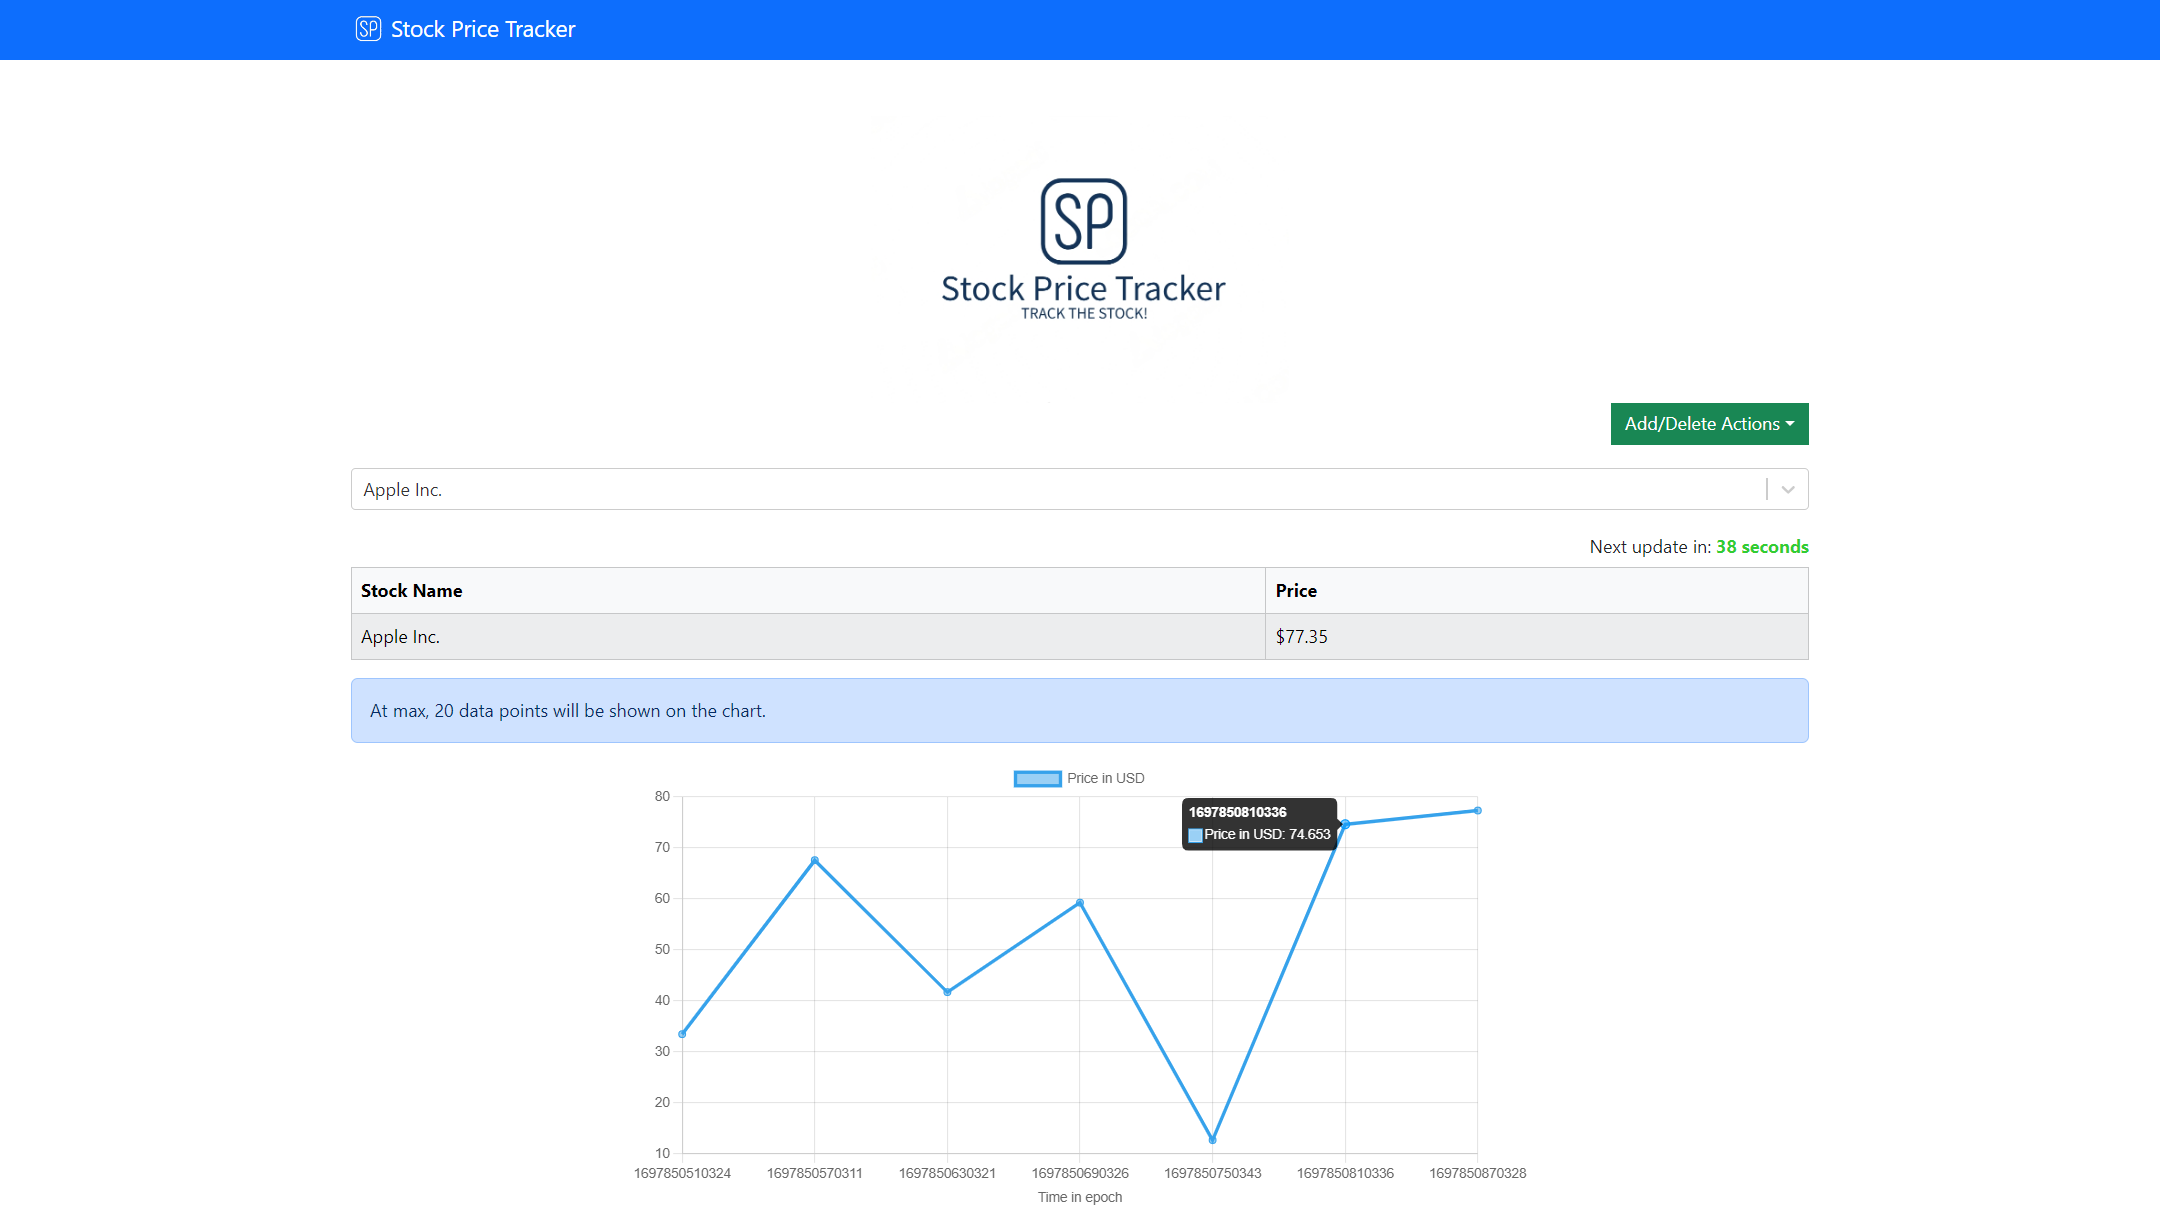 SP Stock Price Tracker
SP
Stock Price Tracker
TRACK THE STOCK!
Add/Delete Actions
Apple Inc.
Next update in: 38 seconds
Stock Name Price
Apple Inc. $77.35
At max, 20 data points will be shown on the chart.
Price in USD
80
1697850810336
Price in USD: 74.653
70
60
50
40
30
20
10
1697850510324 1697850570311 1697850630321 1697850690326 1697850750343 1697850810336 1697850870328
Time in epoch